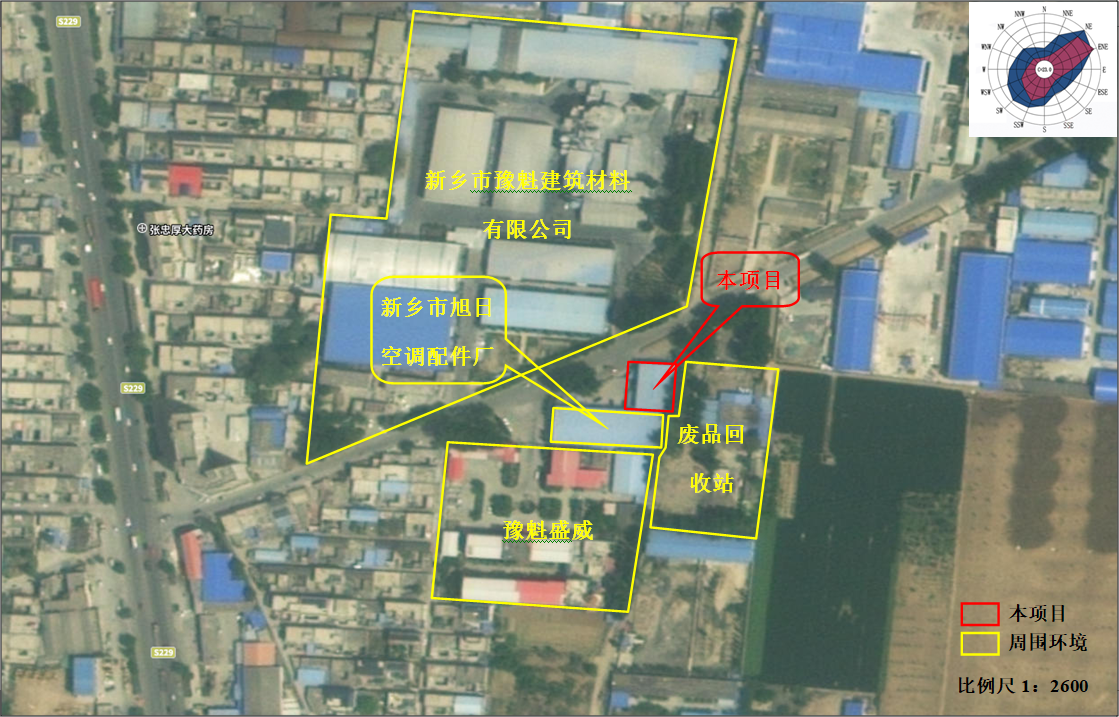 S229
N
NNW
NNE
NW
NE
WNW
ENE
W
C=23.0
E
WSW
ESE
SW
SE
SSW
SSE
S
新乡市豫魁建筑材料
有限公司
张忠厚大药房
本项目
新乡市旭日
空调配件厂
S229
废品回
收站
豫魁盛威
本项目
周围环境
S229
比例尺 1：2600